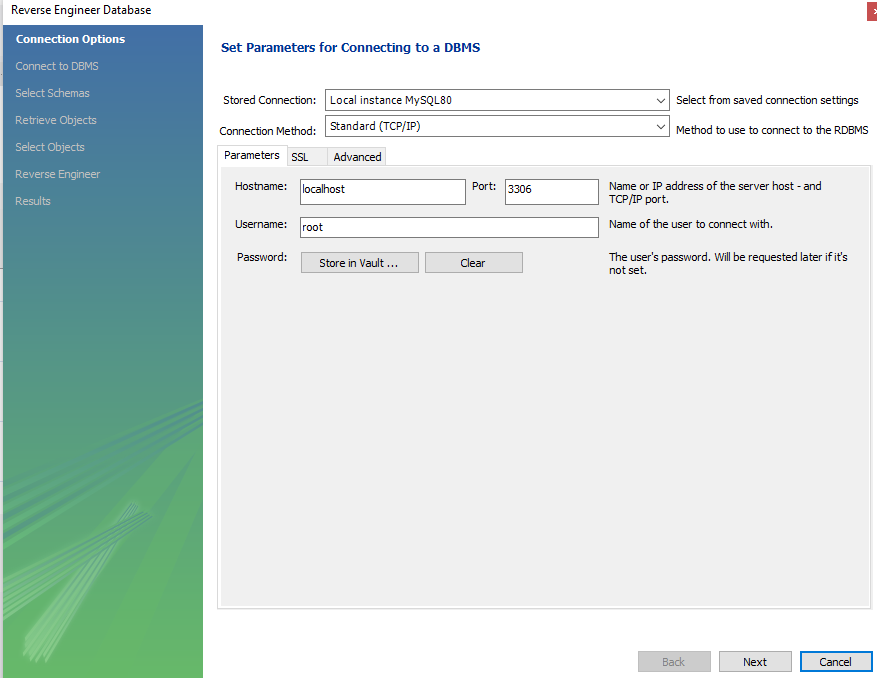 Reverse Engineer Database
Connection Options
Connect to DBMS
Select Schemas
Retrieve Objects
Select Objects
Reverse Engineer
Results
Set Parameters for Connecting to a DBMS
Stored Connection: Local instance MySQL80 Select from saved connection settings
Connection Method: Standard (TCP/IP) Method to use to connect to the RDBMS
Parameters SSL Advanced
Hostname: localhost Port: 3306 Name or IP address of the server host - and
TCP/IP port.
Username: root Name of the user to connect with.
Password: Store in Vault ... Clear The user's password. Will be requested later if it's
not set.
Back Next Cancel